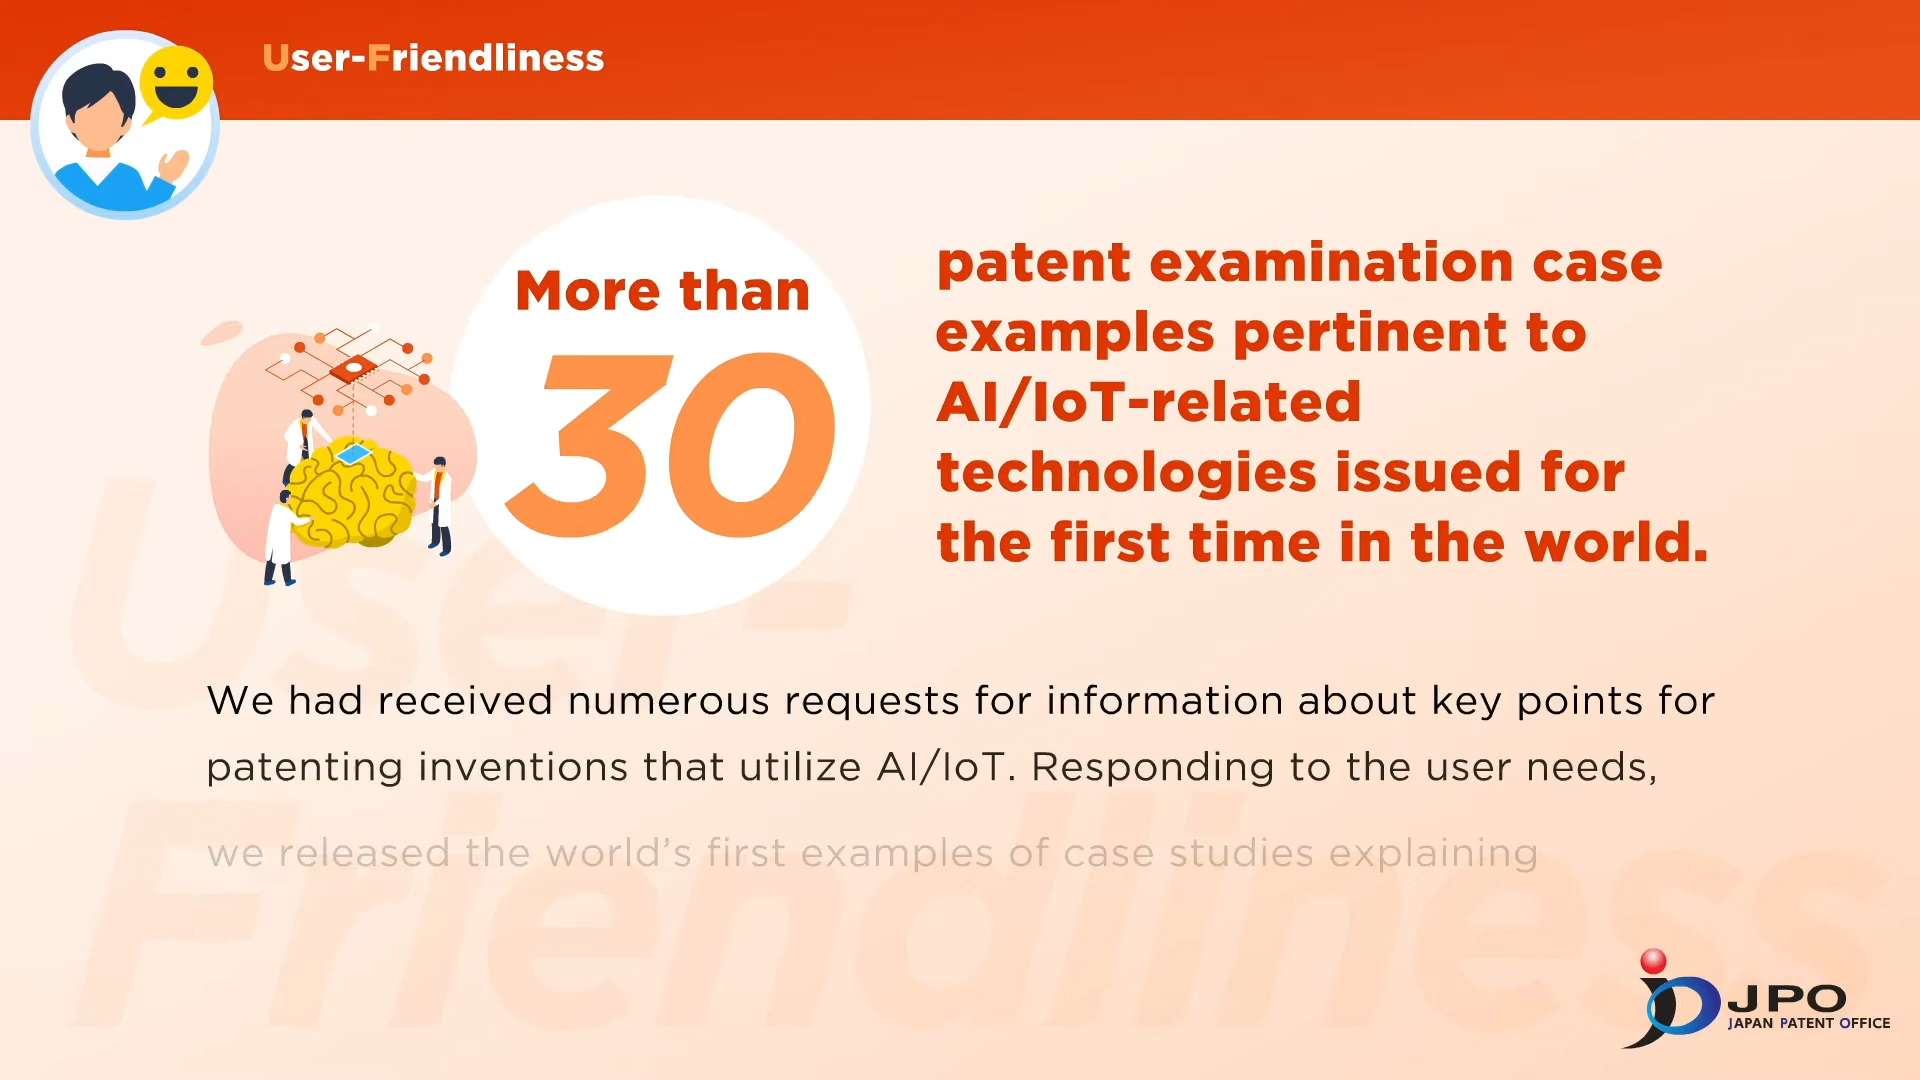 User-Friendliness
More than
30
patent examination case
examples pertinent to
AI/IoT-related
technologies issued for
the first time in the world.
We had received numerous requests for information about key points for
patenting inventions that utilize AI/IoT. Responding to the user needs,
we released the world's first examples of case studies explaining
User-
Friendliness
JPO
JAPAN PATENT OFFICE